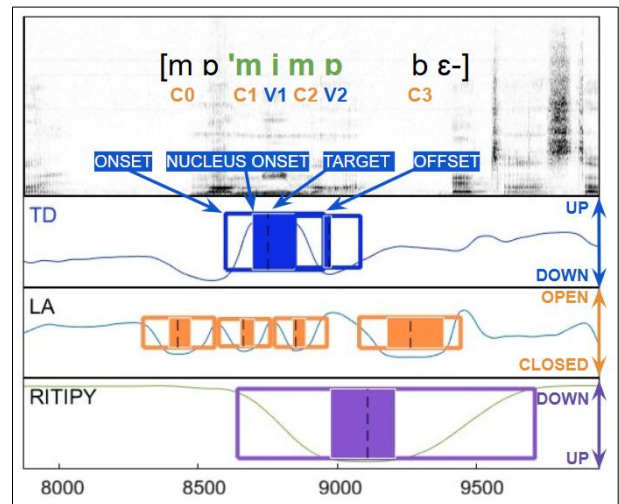 [m ɒ 'm i m ɒ b ɛ-]
C0 C1 V1 C2 V2 C3
ONSET NUCLEUS ONSET TARGET OFFSET
TD UP
DOWN
LA OPEN
CLOSED
RITIPY DOWN
UP
8000 8500 9000 9500